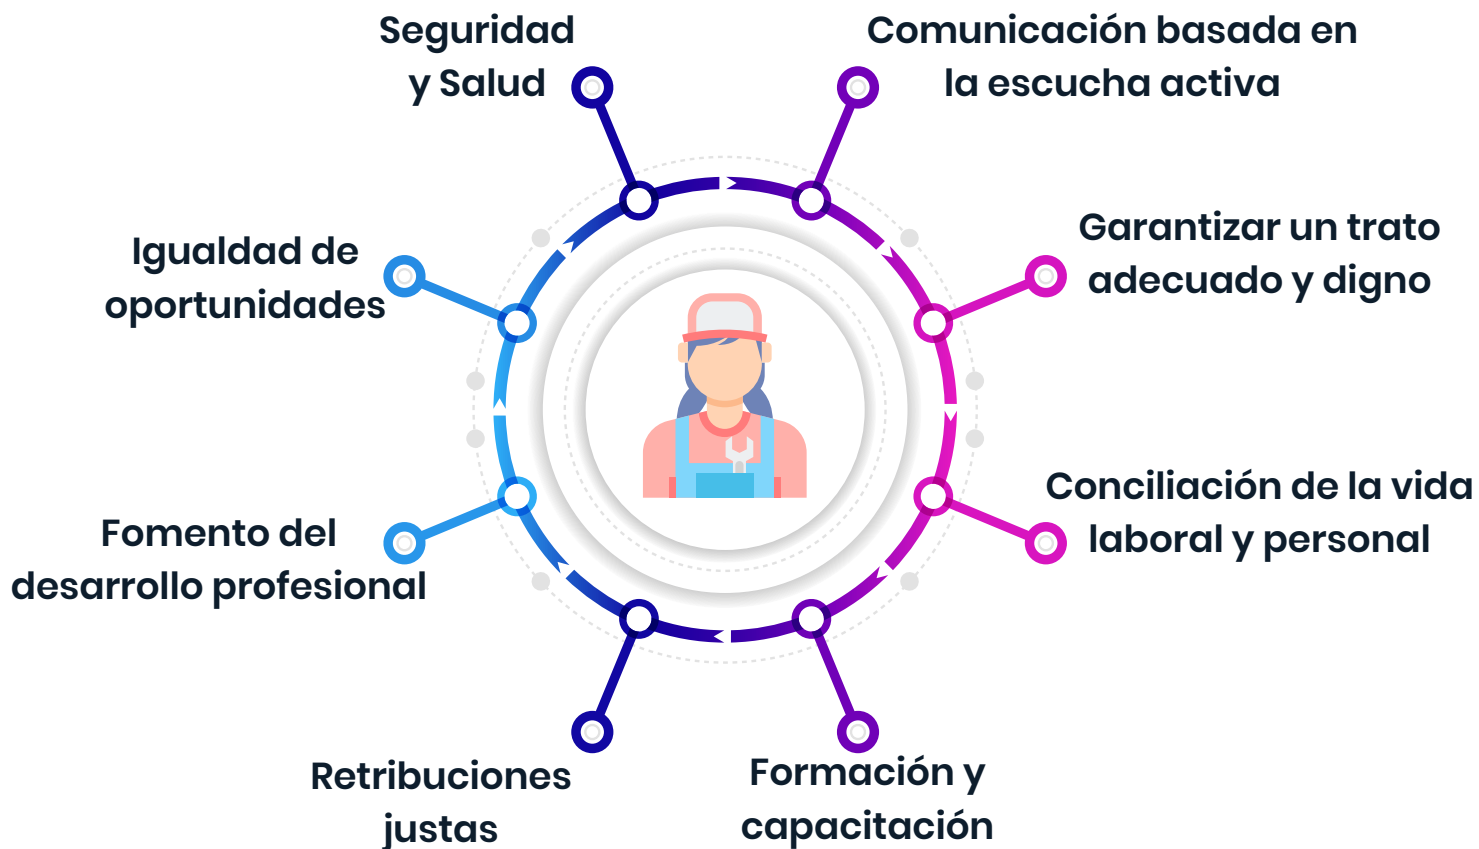 Seguridad
y Salud
Comunicación basada en
la escucha activa
Garantizar un trato
adecuado y digno
Conciliación de la vida
laboral y personal
Formación y
capacitación
Retribuciones
justas
Fomento del
desarrollo profesional
Igualdad de
oportunidades